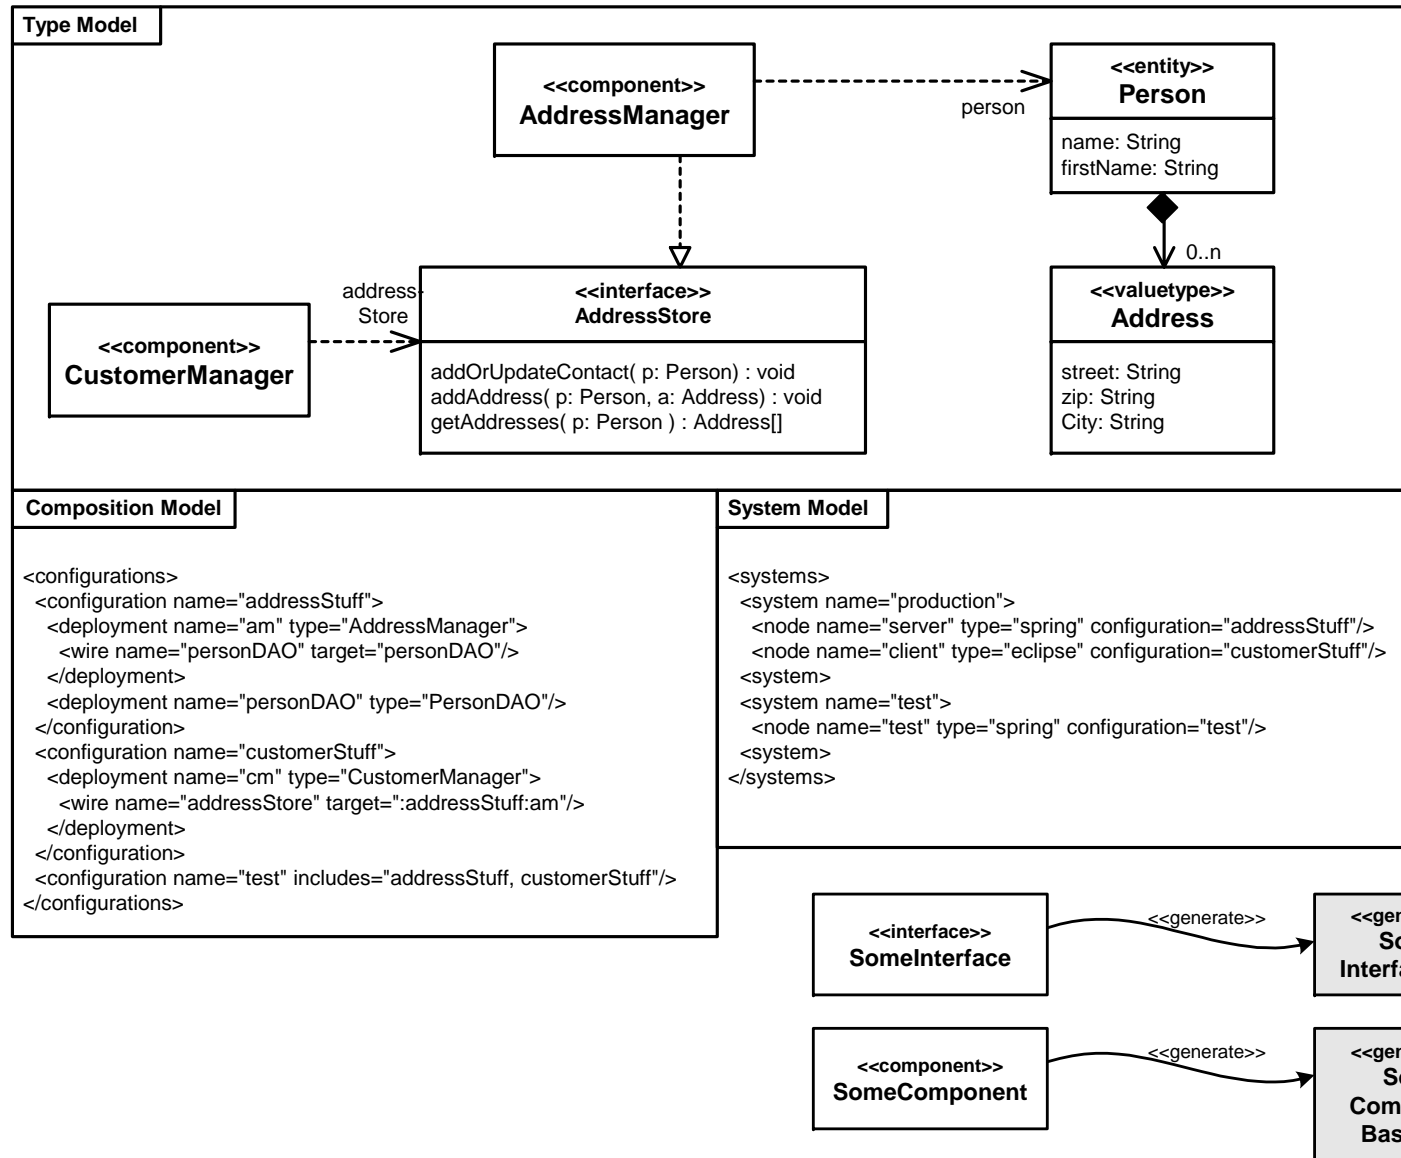 Type Model
<<component>>
AddressManager
person
<<entity>>
Person
name: String
firstName: String
0..n
address-
Store
<<component>>
CustomerManager
<<interface>>
AddressStore
addOrUpdateContact( p: Person) : void
addAddress( p: Person, a: Address) : void
getAddresses( p: Person ) : Address[]
<<valuetype>>
Address
street: String
zip: String
City: String
Composition Model
<configurations>
<configuration name="addressStuff">
<deployment name="am" type="AddressManager">
<wire name="personDAO" target="personDAO"/>
</deployment>
<deployment name="personDAO" type="PersonDAO"/>
</configuration>
<configuration name="customerStuff">
<deployment name="cm" type="CustomerManager">
<wire name="addressStore" target=":addressStuff:am"/>
</deployment>
</configuration>
<configuration name="test" includes="addressStuff, customerStuff"/>
</configurations>
System Model
<systems>
<system name="production">
<node name="server" type="spring" configuration="addressStuff"/>
<node name="client" type="eclipse" configuration="customerStuff"/>
<system>
<system name="test">
<node name="test" type="spring" configuration="test"/>
<system>
</systems>
<<interface>>
SomeInterface
<<generate>>
<<component>>
SomeComponent
<<generate>>